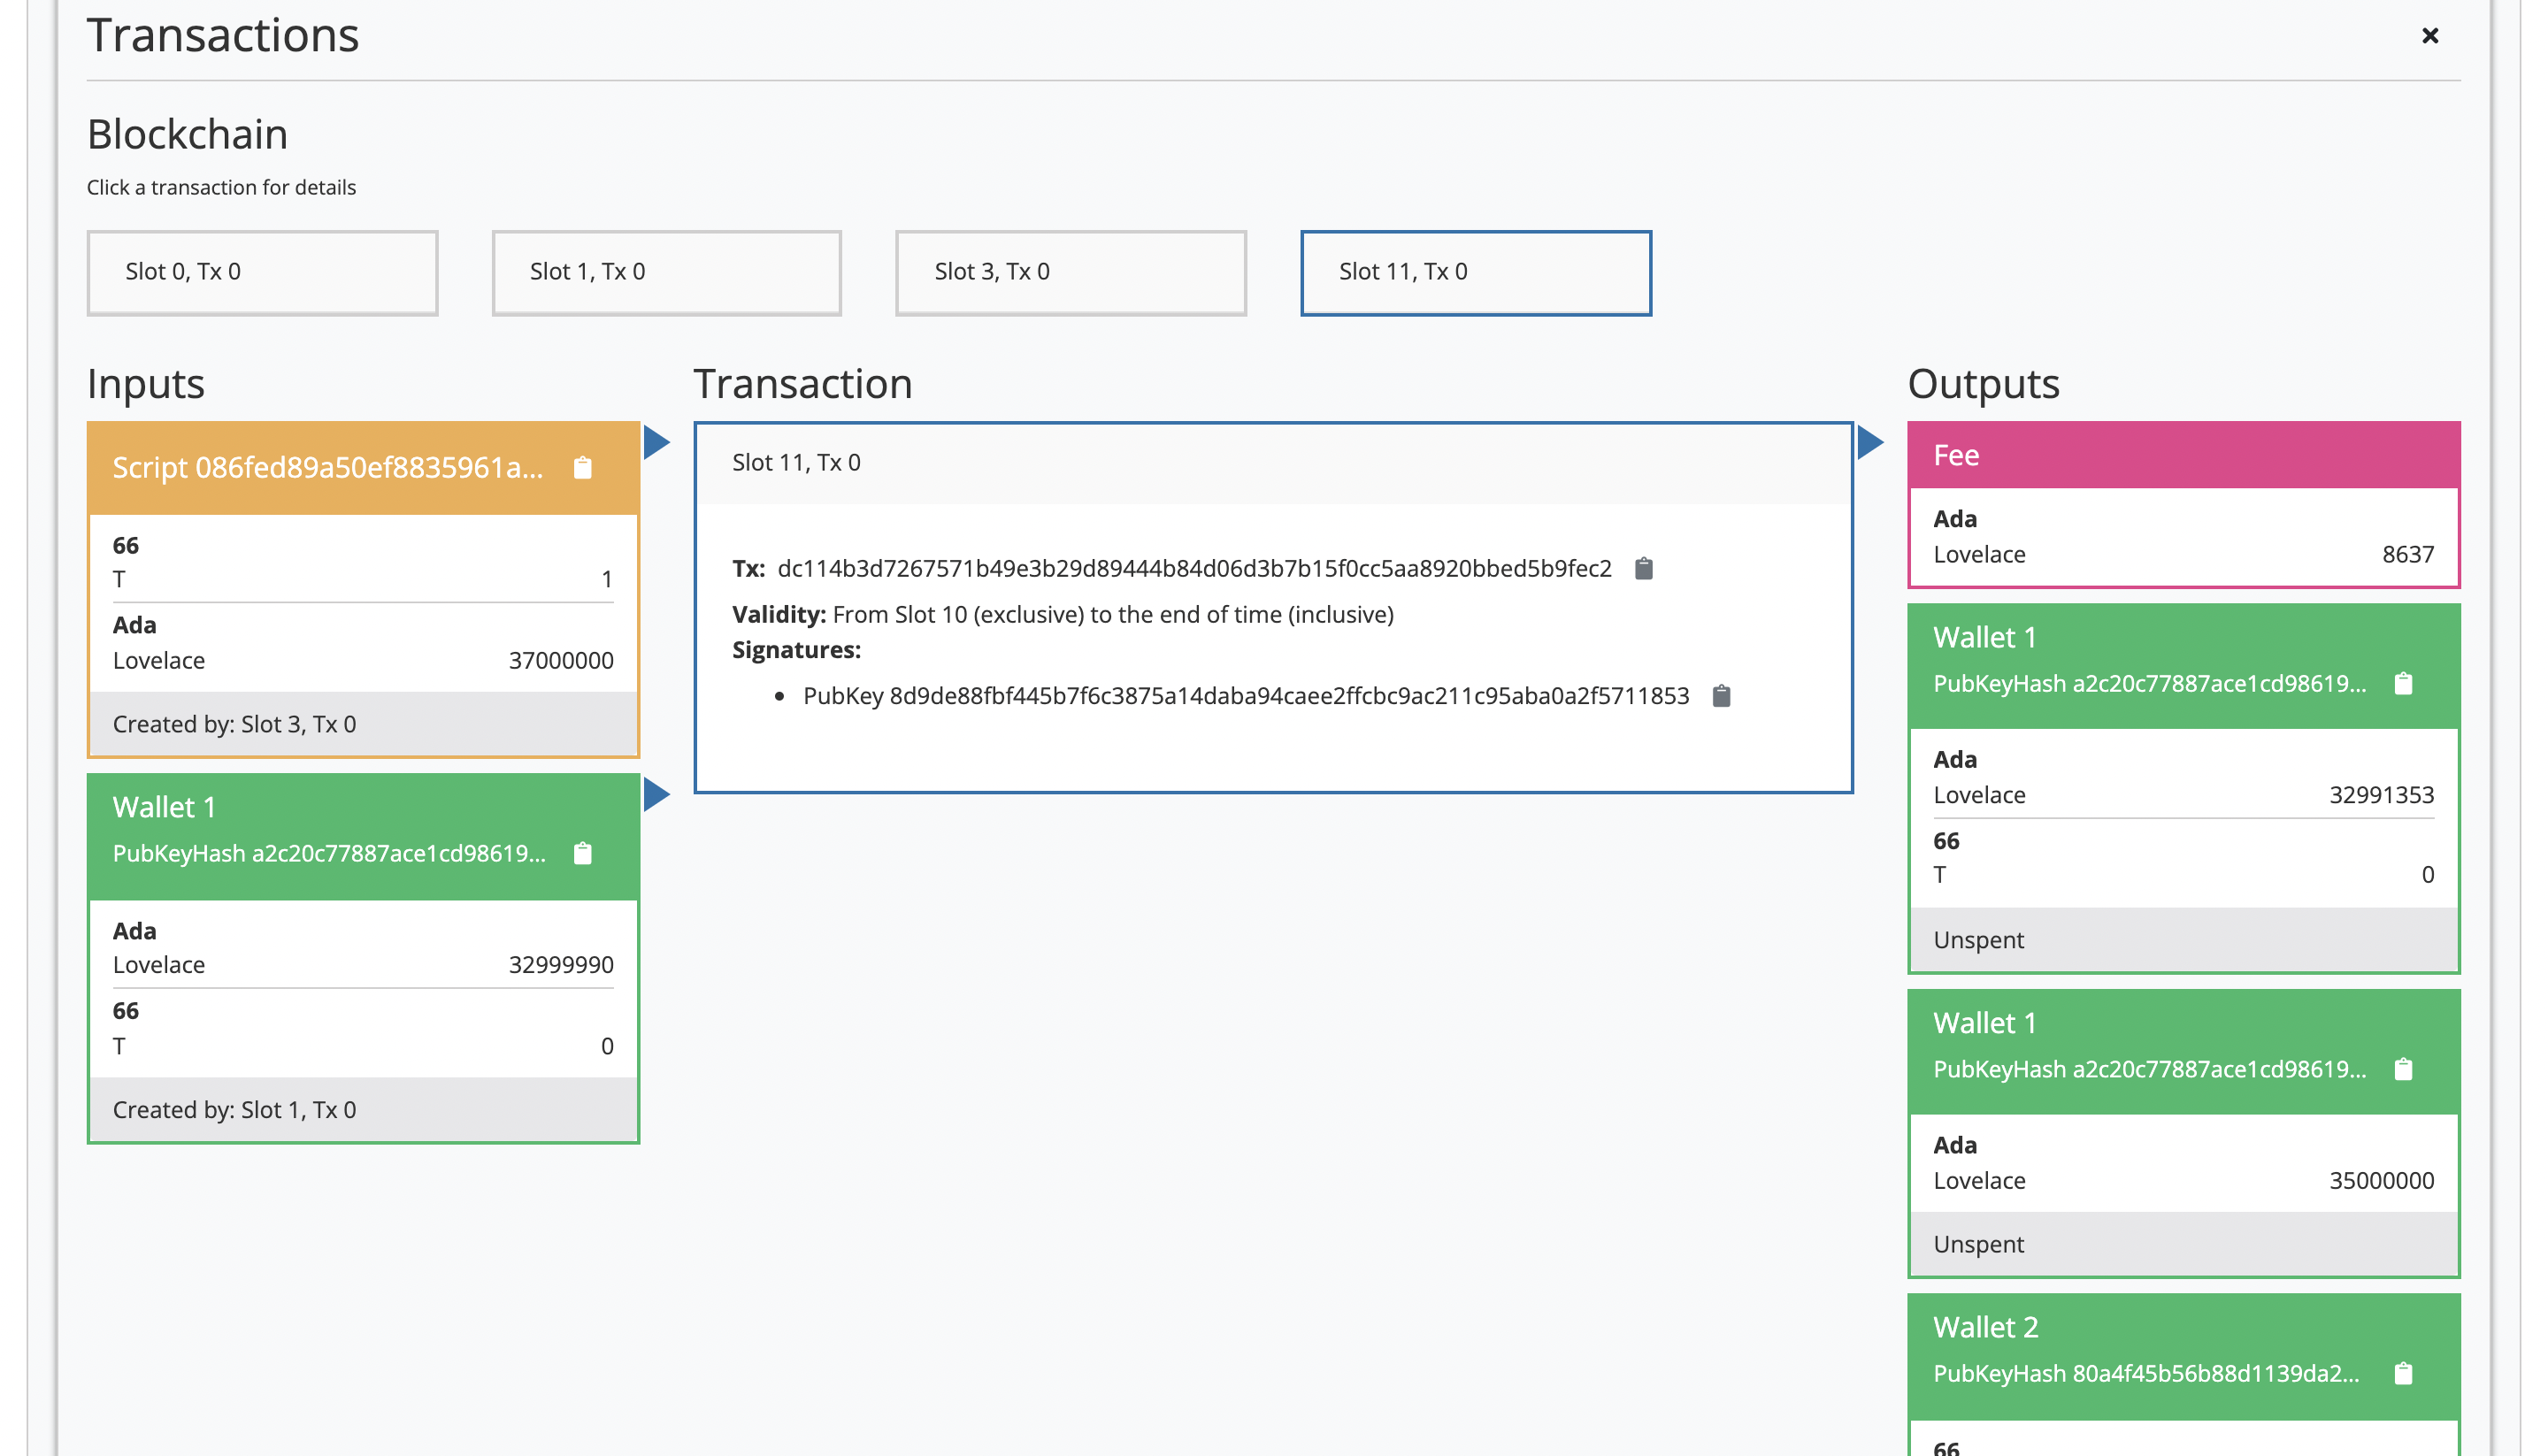 Transactions
Blockchain
Click a transaction for details
Slot 0, Tx 0
Slot 1, Tx 0
Slot 3, Tx 0
Slot 11, Tx 0
Inputs
Script 086fed89a50ef8835961a...
66
T 1
Ada
Lovelace 37000000
Created by: Slot 3, Tx 0
Wallet 1
PubKeyHash a2c20c77887ace1cd98619...
Ada
Lovelace 32999990
66
T 0
Created by: Slot 1, Tx 0
Transaction
Slot 11, Tx 0
Tx: dc114b3d7267571b49e3b29d89444b84d06d3b7b15f0cc5aa8920bbed5b9fec2
Validity: From Slot 10 (exclusive) to the end of time (inclusive)
Signatures:
• PubKey 8d9de88fbf445b7f6c3875a14daba94caee2ffcbc9ac211c95aba0a2f5711853
Outputs
Fee
Ada
Lovelace 8637
Wallet 1
PubKeyHash a2c20c77887ace1cd98619...
Ada
Lovelace 32991353
66
T 0
Unspent
Wallet 1
PubKeyHash a2c20c77887ace1cd98619...
Ada
Lovelace 35000000
Unspent
Wallet 2
PubKeyHash 80a4f45b56b88d1139da2...
66